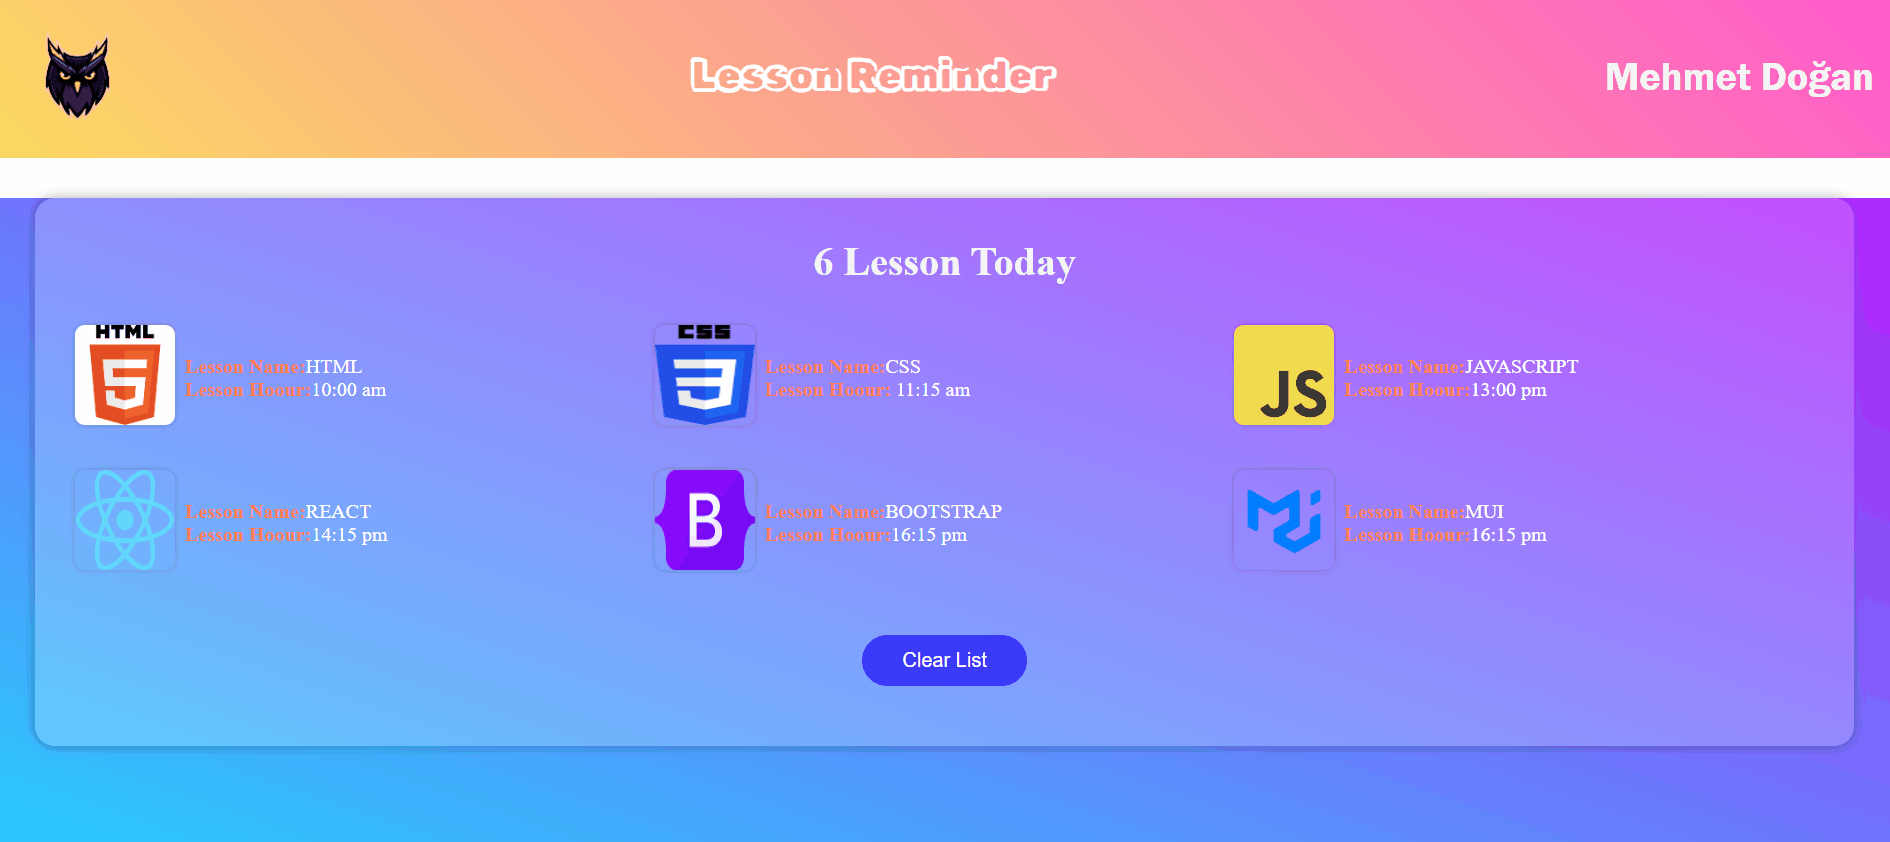 Lesson Reminder
Mehmet Doğan
6 Lesson Today
HTML
Lesson Name:HTML
Lesson Hoour:10:00 am
CSS
Lesson Name:CSS
Lesson Hoour: 11:15 am
JS
Lesson Name:JAVASCRIPT
Lesson Hoour:13:00 pm
Lesson Name:REACT
Lesson Hoour:14:15 pm
B
Lesson Name:BOOTSTRAP
Lesson Hoour:16:15 pm
Lesson Name:MUI
Lesson Hoour:16:15 pm
Clear List